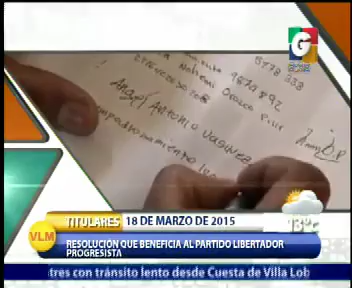 G
5778 338
9874892
Angel Antonio Vasquez
TITULARES
18 DE MARZO DE 2015
13°C
VLM
RESOLUCIÓN QUE BENEFICIA AL PARTIDO LIBERTADOR
PROGRESISTA
tres con tránsito lento desde Cuesta de Villa Lob